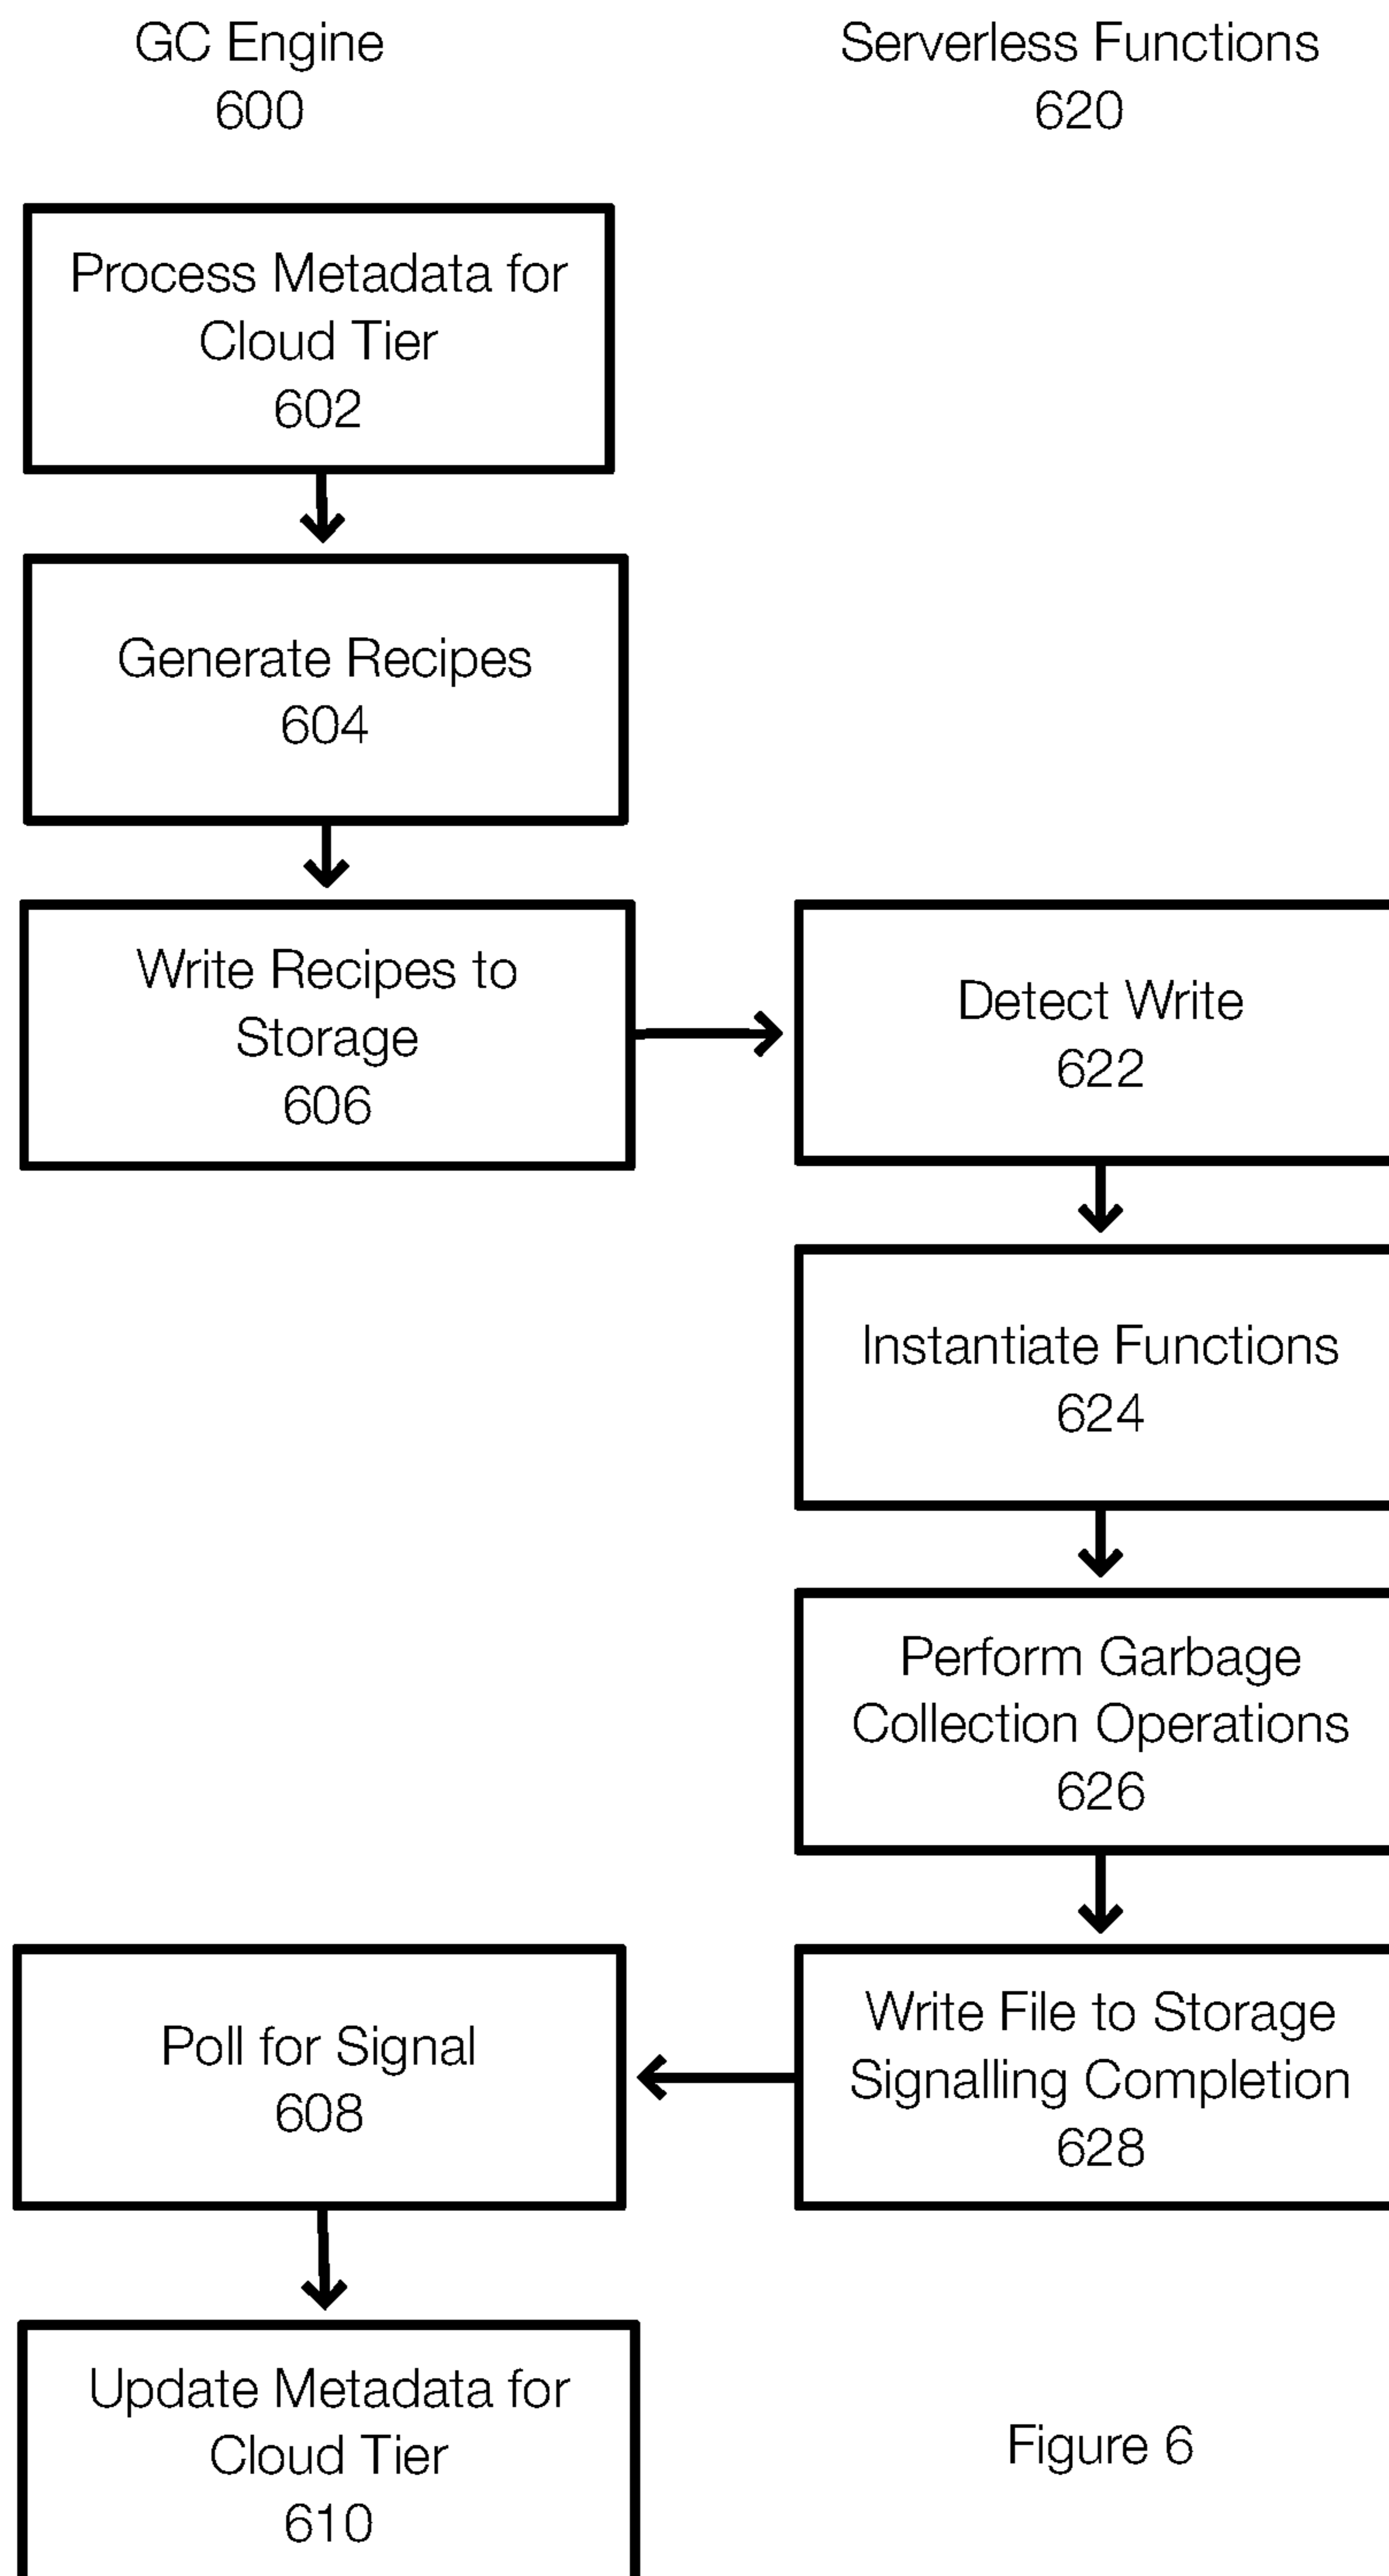 GC Engine
600
Serverless Functions
620
Process Metadata for
Cloud Tier
602
Generate Recipes
604
Write Recipes to
Storage
606
Detect Write
622
Instantiate Functions
624
Perform Garbage
Collection Operations
626
Write File to Storage
Signalling Completion
628
Poll for Signal
608
Update Metadata for
Cloud Tier
610
Figure 6